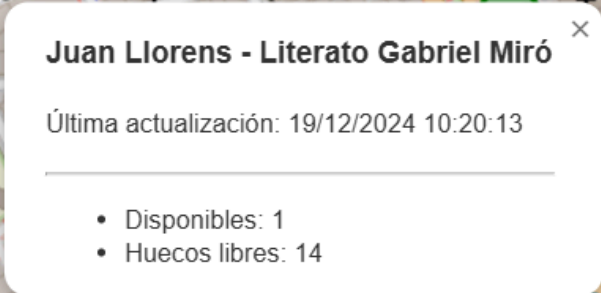 Juan Llorens - Literato Gabriel Miró
Última actualización: 19/12/2024 10:20:13
Disponibles: 1
Huecos libres: 14